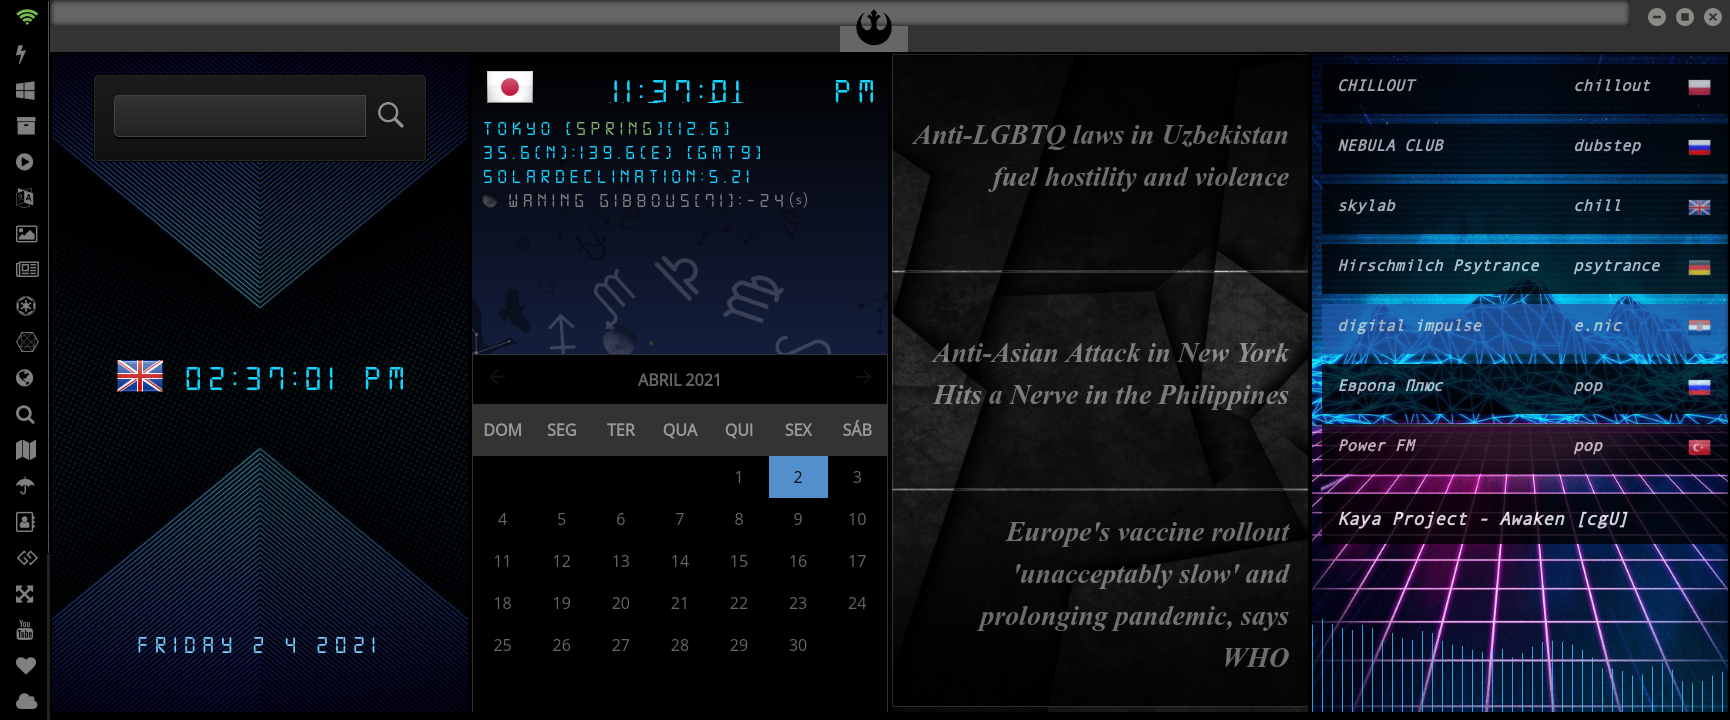 02:37:01 PM
FRIDAY 2 4 2021
11:37:01 PM
TOKYO [SPRING][12.6]
35.6(N):139.6(E) [GMT9]
SOLARDECLINATION:5.21
WANING GIBBOUS[71]:-24(s)
ABRIL 2021
DOM SEG TER QUA QUI SEX SÁB
1 2 3
4 5 6 7 8 9 10
11 12 13 14 15 16 17
18 19 20 21 22 23 24
25 26 27 28 29 30
Anti-LGBTQ laws in Uzbekistan
fuel hostility and violence
Anti-Asian Attack in New York
Hits a Nerve in the Philippines
Europe's vaccine rollout
'unacceptably slow' and
prolonging pandemic, says
WHO
CHILLOUT chillout
NEBULA CLUB dubstep
skylab chill
Hirschmilch Psytrance psytrance
digital impulse e.nic
Европа Плюс pop
Power FM pop
Kaya Project - Awaken [cgU]
You
Tube